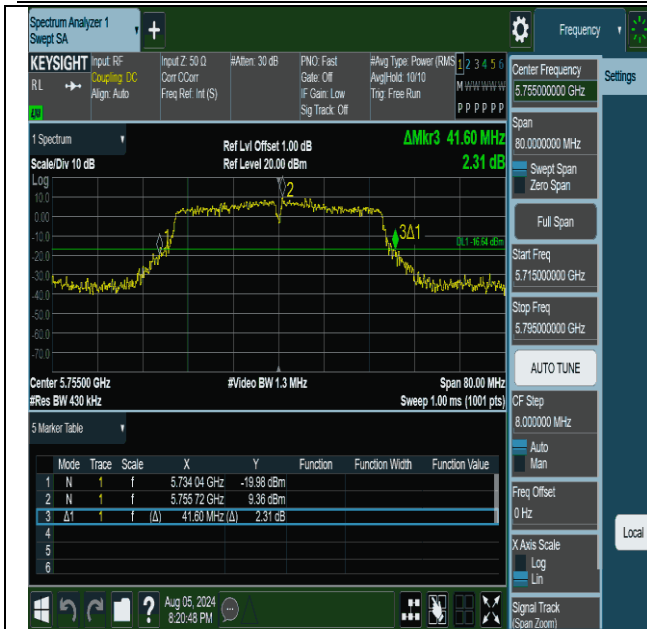 Spectrum Analyzer 1
Swept SA
Frequency
KEYSIGHT
RL
Input: RF
Coupling: DC
Align: Auto
Input Z: 50 Ω
Corr CCorr
Freq Ref: Int (S)
#Atten: 30 dB
PNO: Fast
Gate: Off
IF Gain: Low
Sig Track: Off
#Avg Type: Power (RMS)
Avg|Hold: 10/10
Trig: Free Run
1 2 3 4 5 6
M W W W W W
P P P P P P
1 Spectrum
Scale/Div 10 dB
Ref Lvl Offset 1.00 dB
Ref Level 20.00 dBm
ΔMkr3 41.60 MHz
2.31 dB
Log
10.0
0.00
-10.0
-20.0
-30.0
-40.0
-50.0
-60.0
-70.0
1
2
3Δ1
DL1 -16.64 dBm
Center 5.75500 GHz
#Video BW 1.3 MHz
Span 80.00 MHz
#Res BW 430 kHz
Sweep 1.00 ms (1001 pts)
5 Marker Table
Mode Trace Scale X Y Function Function Width Function Value
1 N 1 f 5.734 04 GHz -19.98 dBm
2 N 1 f 5.755 72 GHz 9.36 dBm
3 Δ1 1 f (Δ) 41.60 MHz (Δ) 2.31 dB
4
5
6
Aug 05, 2024
8:20:48 PM
Center Frequency
5.755000000 GHz
Span
80.0000000 MHz
Swept Span
Zero Span
Full Span
Start Freq
5.715000000 GHz
Stop Freq
5.795000000 GHz
AUTO TUNE
CF Step
8.000000 MHz
Auto
Man
Freq Offset
0 Hz
X Axis Scale
Log
Lin
Signal Track
(Span Zoom)
Settings
Local